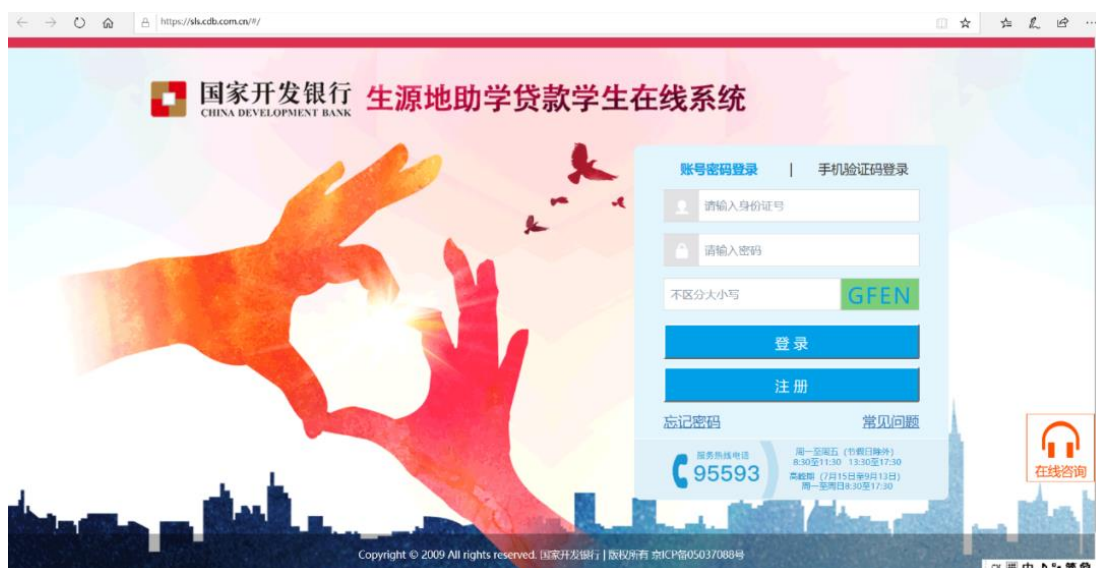 https://sls.cdb.com.cn/#/
国家开发银行
CHINA DEVELOPMENT BANK
生源地助学贷款学生在线系统
账号密码登录 | 手机验证码登录
请输入身份证号
请输入密码
不区分大小写
GFEN
登 录
注 册
忘记密码
常见问题
服务热线电话
95593
周一至周五 (节假日除外)
8:30至11:30 13:30至17:30
高峰期 (7月15日至9月13日)
周一至周日8:30至17:30
在线咨询
Copyright © 2009 All rights reserved. 国家开发银行 | 版权所有 京ICP备05037088号